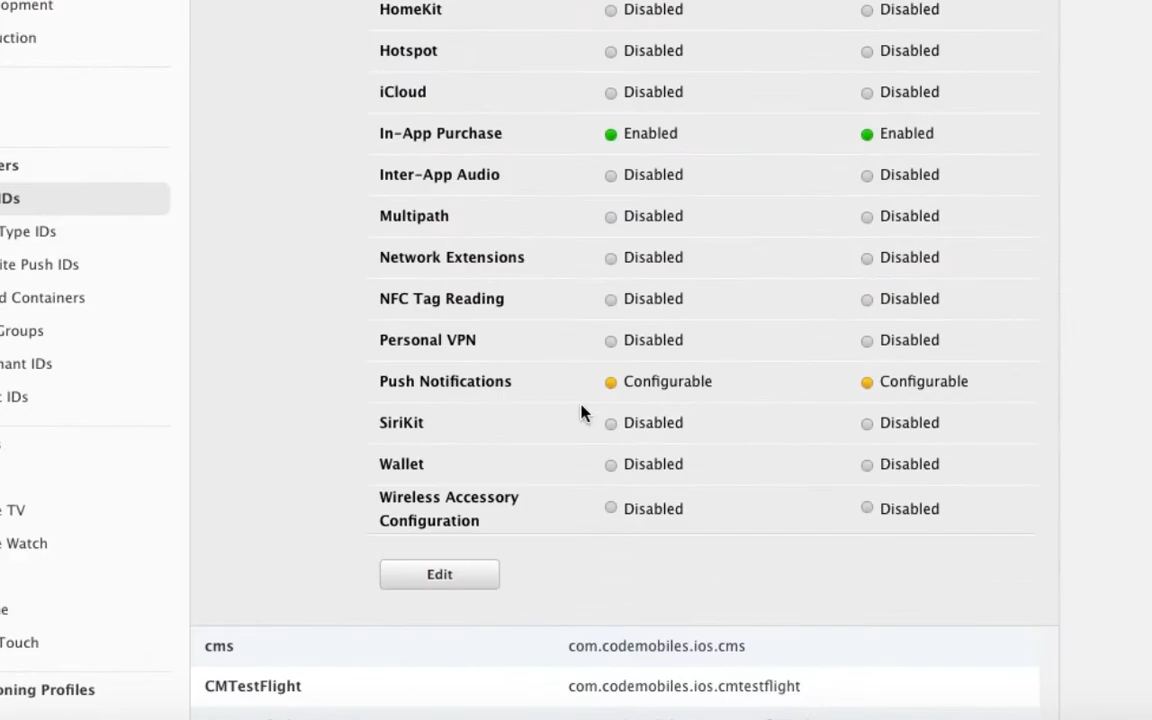 opment
HomeKit Disabled Disabled
uction
Hotspot Disabled Disabled
iCloud Disabled Disabled
In-App Purchase Enabled Enabled
ers
Inter-App Audio Disabled Disabled
IDs
Multipath Disabled Disabled
Type IDs
Network Extensions Disabled Disabled
ite Push IDs
d Containers
NFC Tag Reading Disabled Disabled
Groups
Personal VPN Disabled Disabled
hant IDs
Push Notifications Configurable Configurable
t IDs
SiriKit Disabled Disabled
s
Wallet Disabled Disabled
Wireless Accessory
Configuration Disabled Disabled
e TV
e Watch
Edit
ne
Touch
cms com.codemobiles.ios.cms
oning Profiles
CMTestFlight com.codemobiles.ios.cmtestflight